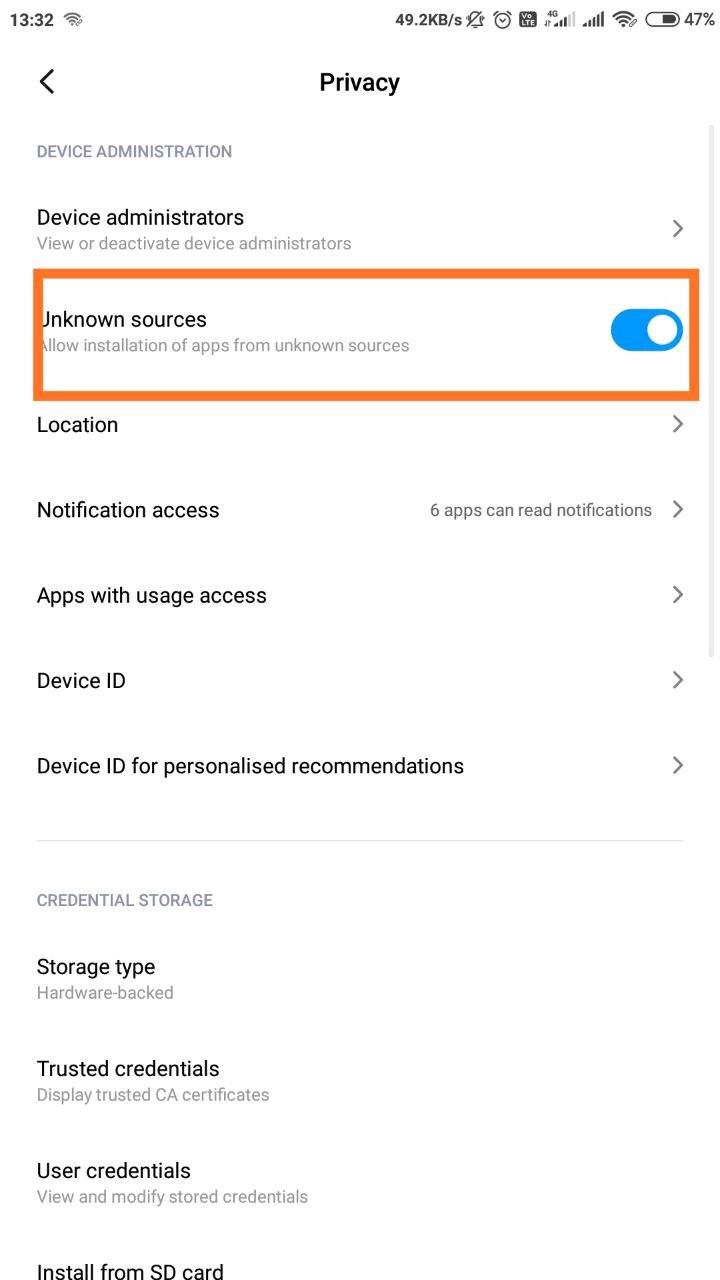 13:32 49.2KB/s Vo LTE 4G 47%
Privacy
DEVICE ADMINISTRATION
Device administrators
View or deactivate device administrators
Unknown sources
Allow installation of apps from unknown sources
Location
Notification access 6 apps can read notifications
Apps with usage access
Device ID
Device ID for personalised recommendations
CREDENTIAL STORAGE
Storage type
Hardware-backed
Trusted credentials
Display trusted CA certificates
User credentials
View and modify stored credentials
Install from SD card